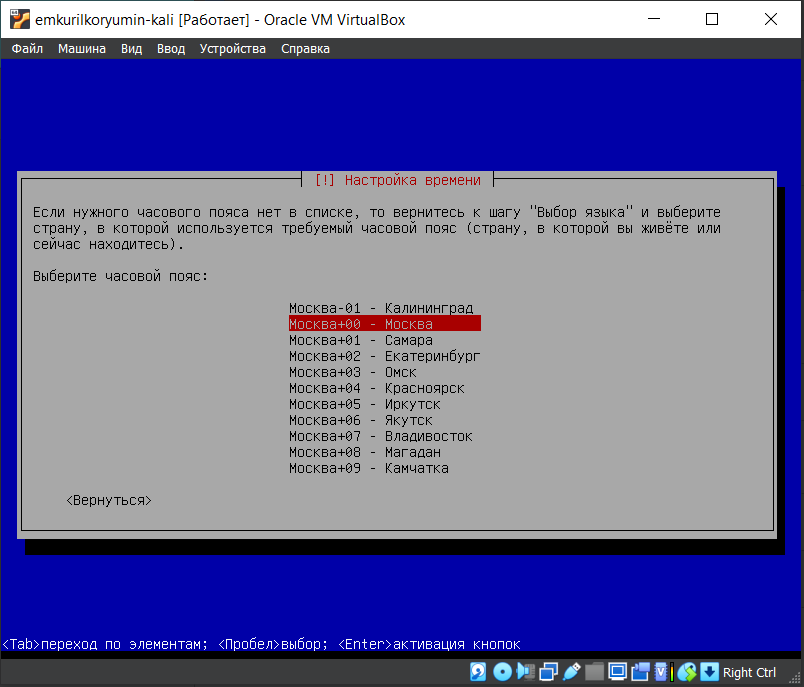 emkurilkoryumin-kali [Работает] - Oracle VM VirtualBox
Файл Машина Вид Ввод Устройства Справка
[!] Настройка времени
Если нужного часового пояса нет в списке, то вернитесь к шагу "Выбор языка" и выберите
страну, в которой используется требуемый часовой пояс (страну, в которой вы живёте или
сейчас находитесь).
Выберите часовой пояс:
Москва-01 - Калининград
Москва+00 - Москва
Москва+01 - Самара
Москва+02 - Екатеринбург
Москва+03 - Омск
Москва+04 - Красноярск
Москва+05 - Иркутск
Москва+06 - Якутск
Москва+07 - Владивосток
Москва+08 - Магадан
Москва+09 - Камчатка
<Вернуться>
<Tab>переход по элементам; <Пробел>выбор; <Enter>активация кнопок
Right Ctrl